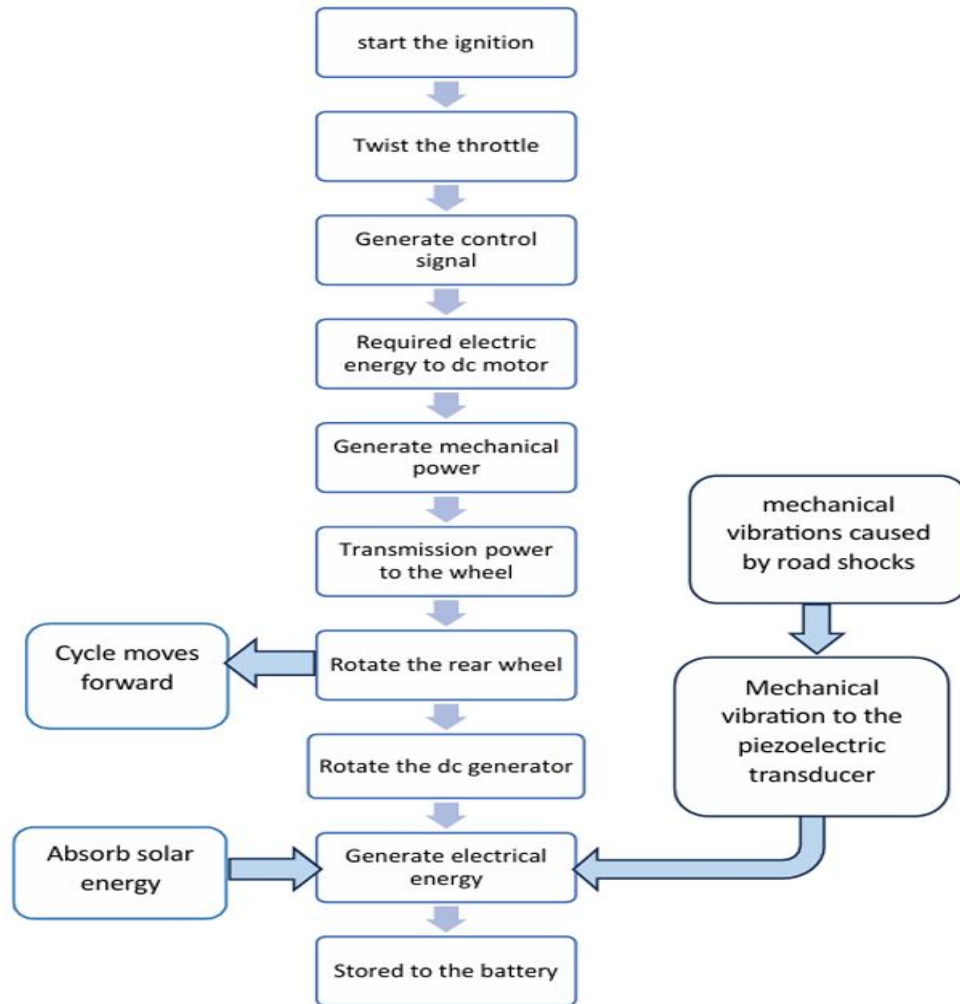 start the ignition
Twist the throttle
Generate control
signal
Required electric
energy to dc motor
Generate mechanical
power
mechanical
vibrations caused
by road shocks
Transmission power
to the wheel
Cycle moves
forward
Rotate the rear wheel
Mechanical
vibration to the
piezoelectric
transducer
Rotate the dc generator
Absorb solar
energy
Generate electrical
energy
Stored to the battery